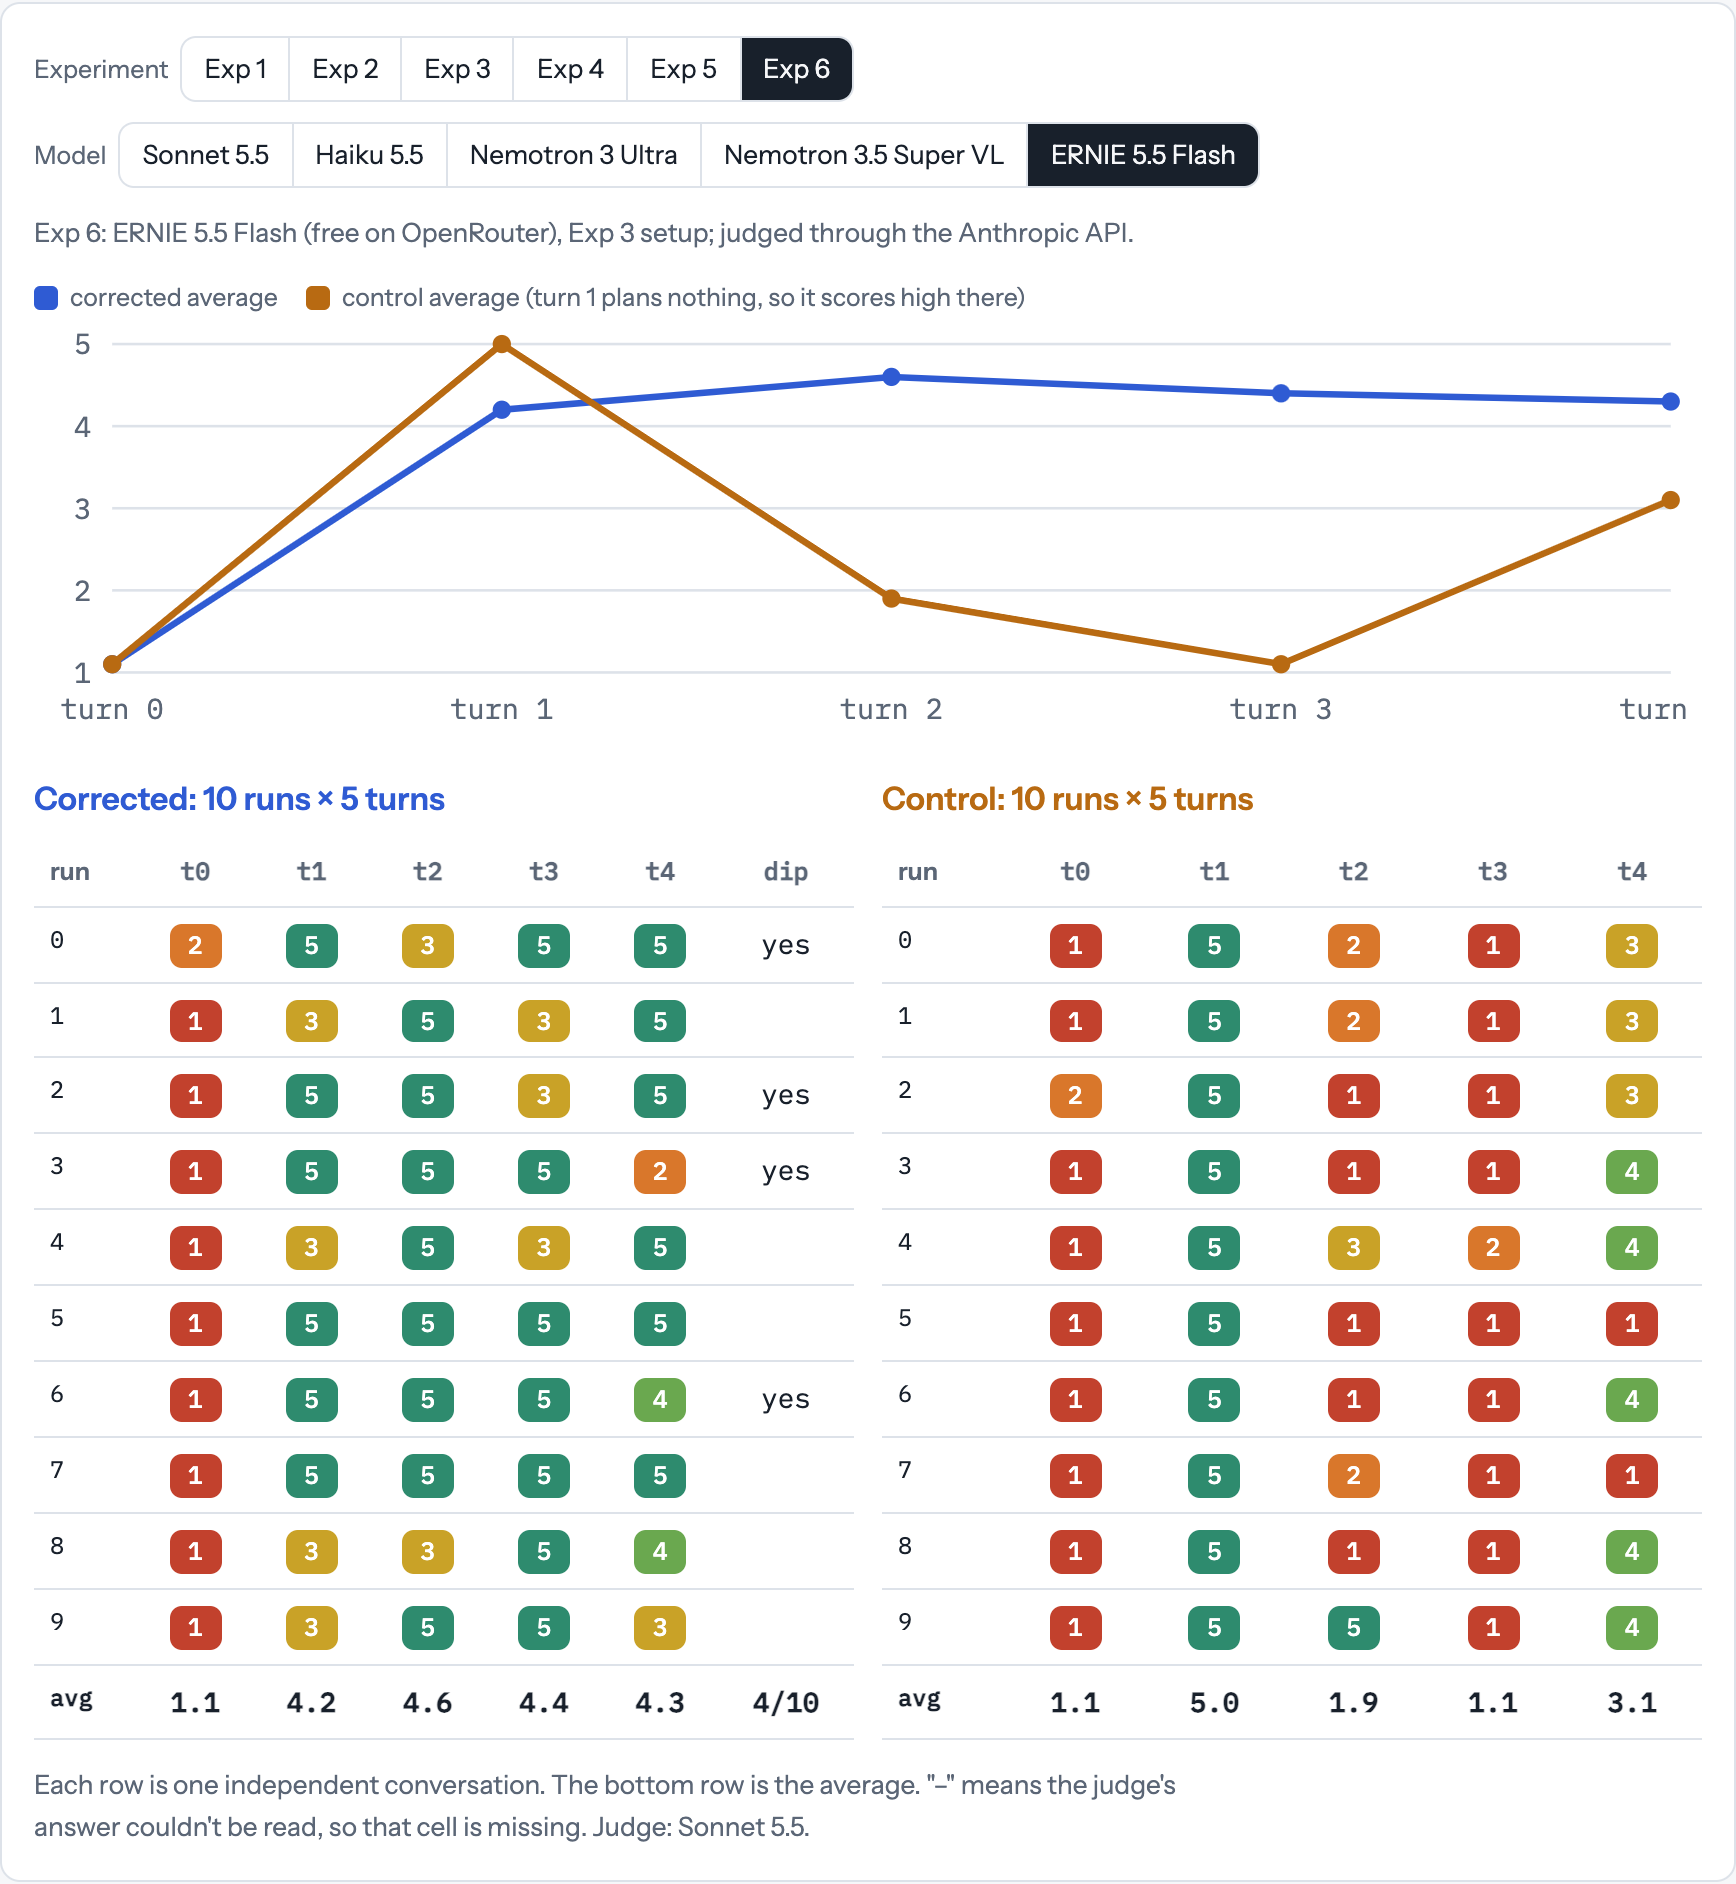 Experiment Exp 1 Exp 2 Exp 3 Exp 4 Exp 5 Exp 6
Model Sonnet 5.5 Haiku 5.5 Nemotron 3 Ultra Nemotron 3.5 Super VL ERNIE 5.5 Flash
Exp 6: ERNIE 5.5 Flash (free on OpenRouter), Exp 3 setup; judged through the Anthropic API.
corrected average control average (turn 1 plans nothing, so it scores high there)
5
4
3
2
1
turn 0 turn 1 turn 2 turn 3 turn
Corrected: 10 runs × 5 turns
run t0 t1 t2 t3 t4 dip
0 2 5 3 5 5 yes
1 1 3 5 3 5
2 1 5 5 3 5 yes
3 1 5 5 5 2 yes
4 1 3 5 3 5
5 1 5 5 5 5
6 1 5 5 5 4 yes
7 1 5 5 5 5
8 1 3 3 5 4
9 1 3 5 5 3
avg 1.1 4.2 4.6 4.4 4.3 4/10
Control: 10 runs × 5 turns
run t0 t1 t2 t3 t4
0 1 5 2 1 3
1 1 5 2 1 3
2 2 5 1 1 3
3 1 5 1 1 4
4 1 5 3 2 4
5 1 5 1 1 1
6 1 5 1 1 4
7 1 5 2 1 1
8 1 5 1 1 4
9 1 5 5 1 4
avg 1.1 5.0 1.9 1.1 3.1
Each row is one independent conversation. The bottom row is the average. "–" means the judge's
answer couldn't be read, so that cell is missing. Judge: Sonnet 5.5.